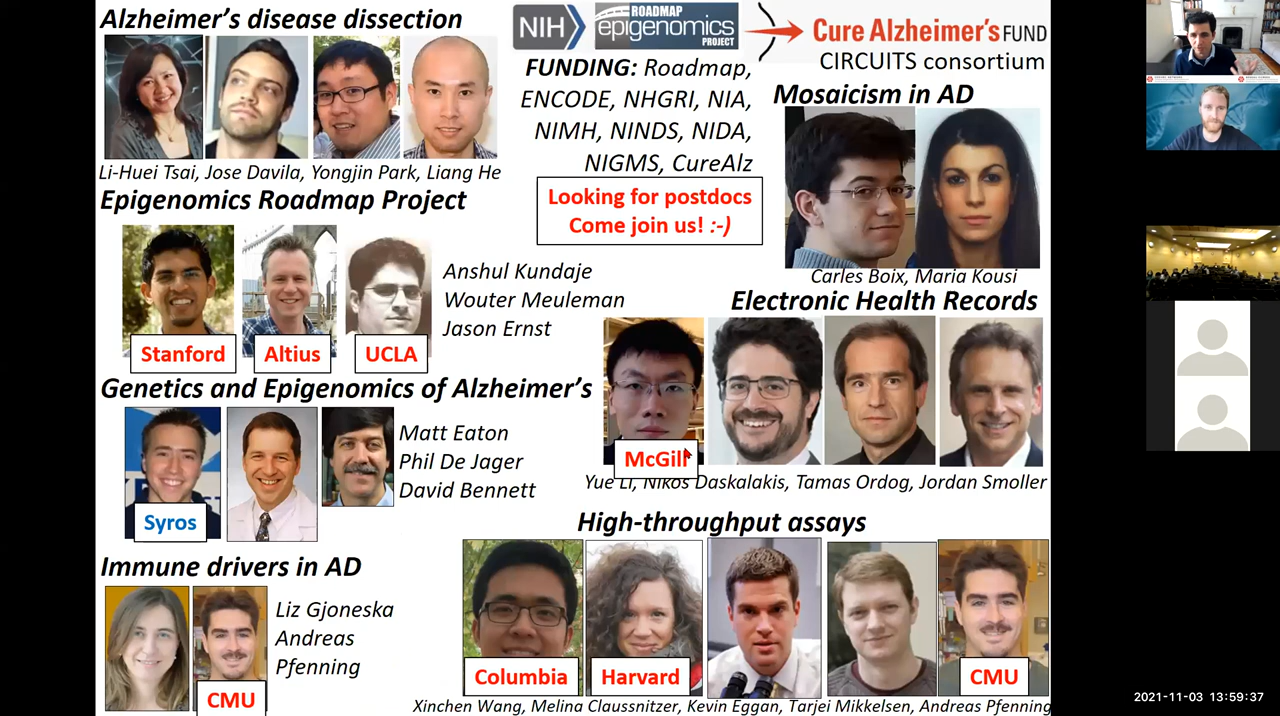 Alzheimer's disease dissection
Li-Huei Tsai, Jose Davila, Yongjin Park, Liang He
Epigenomics Roadmap Project
Anshul Kundaje
Wouter Meuleman
Jason Ernst
Stanford
Altius
UCLA
Genetics and Epigenomics of Alzheimer's
Matt Eaton
Phil De Jager
David Bennett
Syros
Immune drivers in AD
Liz Gjoneska
Andreas
Pfenning
CMU
NIH
ROADMAP
epigenomics
PROJECT
Cure Alzheimer's FUND
CIRCUITS consortium
FUNDING: Roadmap,
ENCODE, NHGRI, NIA,
NIMH, NINDS, NIDA,
NIGMS, CureAlz
Looking for postdocs
Come join us! :-)
Mosaicism in AD
Carles Boix, Maria Kousi
Electronic Health Records
McGill
Yue Li, Nikos Daskalakis, Tamas Ordog, Jordan Smoller
High-throughput assays
Columbia
Harvard
CMU
Xinchen Wang, Melina Claussnitzer, Kevin Eggan, Tarjei Mikkelsen, Andreas Pfenning
2021-11-03 13:59:37